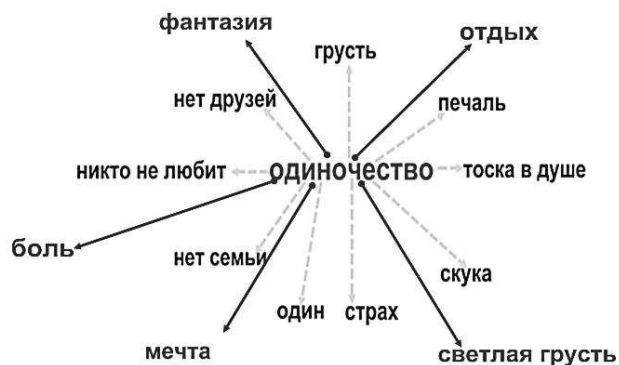 фантазия
отдых
грусть
нет друзей
печаль
никто не любит
одиночество
тоска в душе
боль
нет семьи
скука
один
страх
мечта
светлая грусть